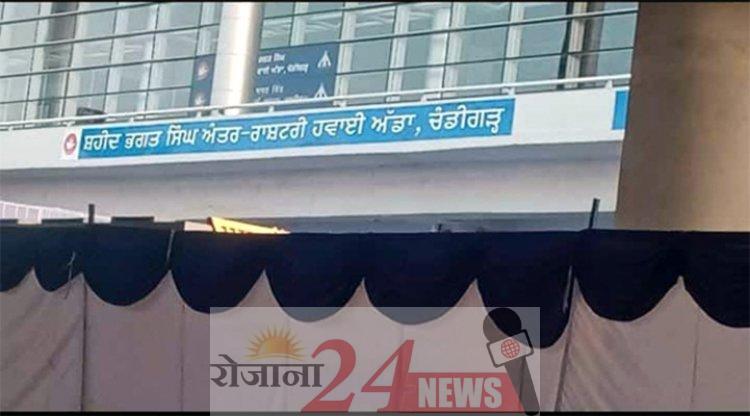 ਸ਼ਹੀਦ ਭਗਤ ਸਿੰਘ ਅੰਤਰ-ਰਾਸ਼ਟਰੀ ਹਵਾਈ ਅੱਡਾ, ਚੰਡੀਗੜ੍ਹ
रोजाना 24 NEWS